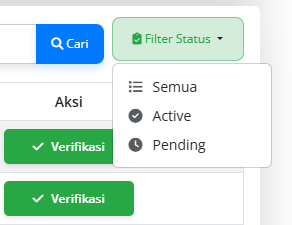 Cari
Filter Status
Semua
Aksi
Active
Pending
Verifikasi
Verifikasi